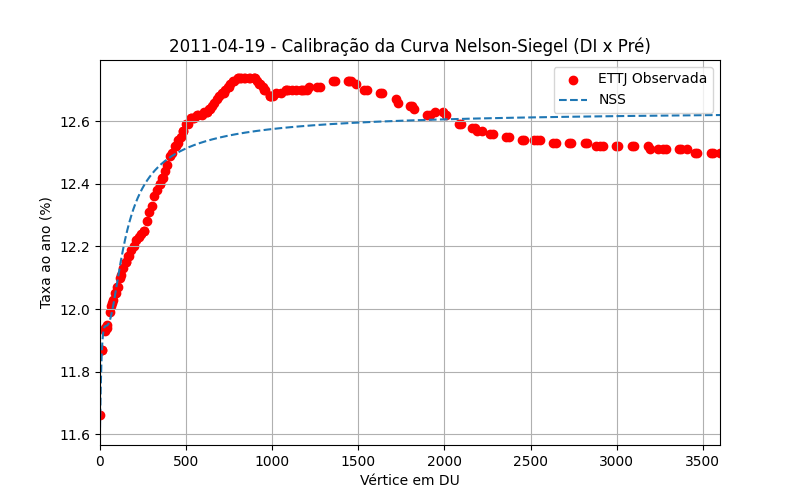 2011-04-19 - Calibração da Curva Nelson-Siegel (DI x Pré)
ETTJ Observada
NSS
Taxa ao ano (%)
12.6
12.4
12.2
12.0
11.8
11.6
0 500 1000 1500 2000 2500 3000 3500
Vértice em DU